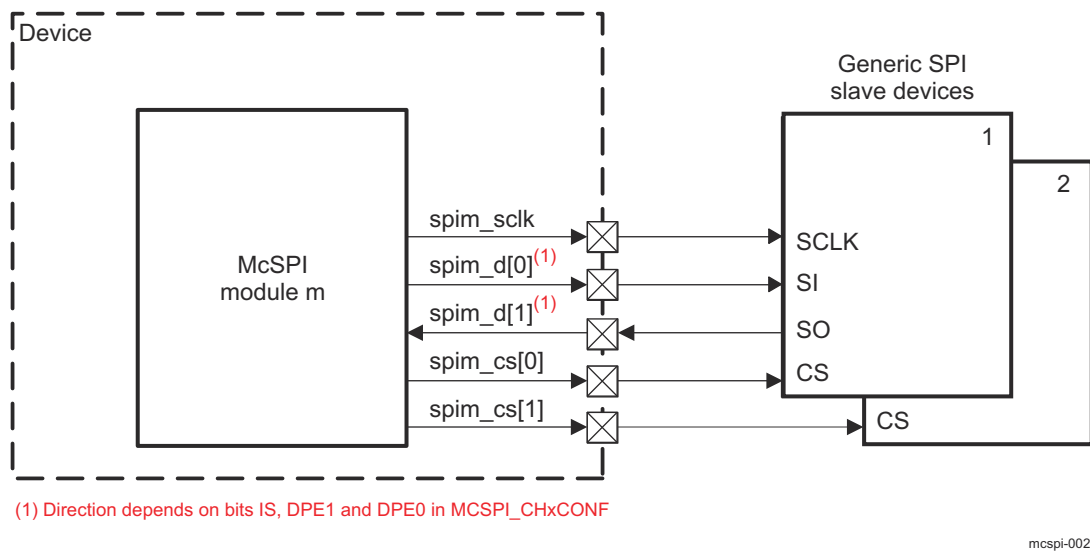 Device
Generic SPI
slave devices
1
2
McSPI
module m
spim_sclk
spim_d[0](1)
spim_d[1](1)
spim_cs[0]
spim_cs[1]
SCLK
SI
SO
CS
CS
(1) Direction depends on bits IS, DPE1 and DPE0 in MCSPI_CHxCONF
mcspi-002